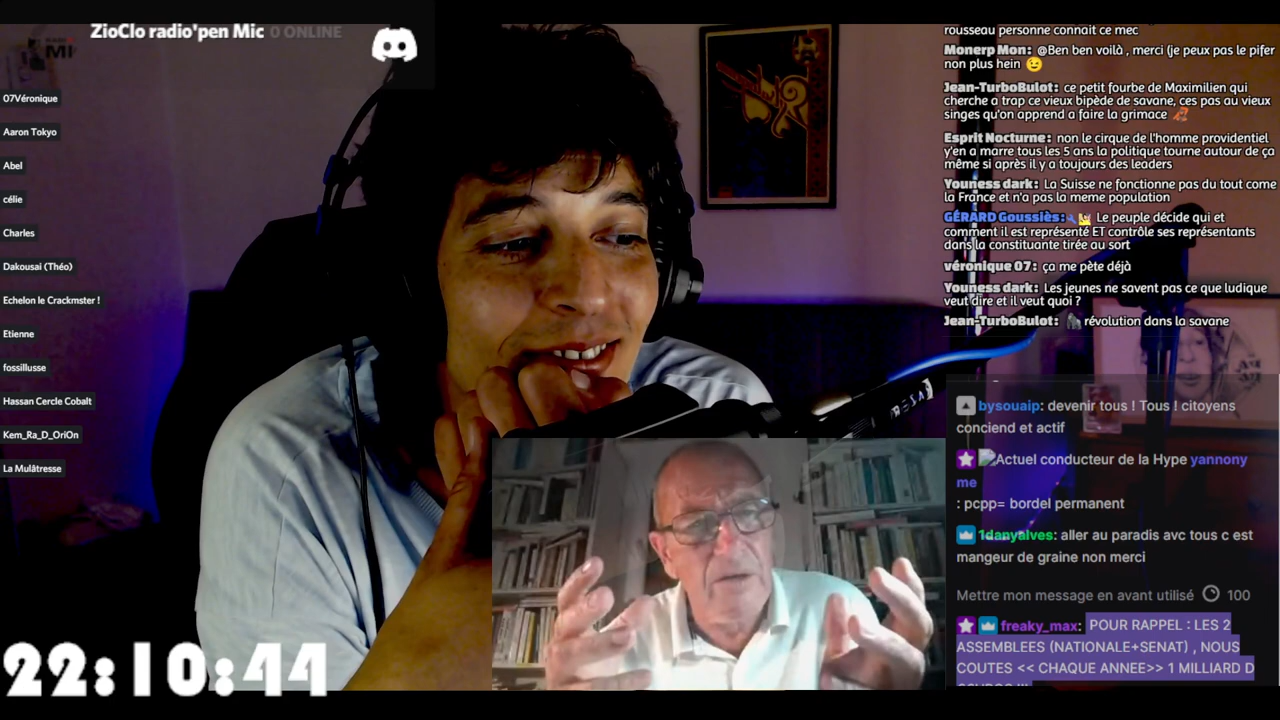 ZioClo radio'pen Mic 0 ONLINE
MI
07Véronique
Aaron Tokyo
Abel
célie
Charles
Dakousai (Théo)
Echelon le Crackmster !
Etienne
fossillusse
Hassan Cercle Cobalt
Kem_Ra_D_OriOn
La Mulâtresse
22:10:44
rousseau personne connait ce mec
Monerp Mon: @Ben ben voilà , merci (je peux pas le pifer
non plus hein 😉
Jean-TurboBulot: ce petit fourbe de Maximilien qui
cherche a trap ce vieux bipède de savane, ces pas au vieux
singes qu'on apprend a faire la grimace
Esprit Nocturne: non le cirque de l'homme providentiel
y'en a marre tous les 5 ans la politique tourne autour de ça
même si après il y a toujours des leaders
Youness dark: La Suisse ne fonctionne pas du tout come
la France et n'a pas la meme population
GÉRARD Goussiès: Le peuple décide qui et
comment il est représenté ET contrôle ses représentants
dans la constituante tirée au sort
véronique 07: ça me pète déjà
Youness dark: Les jeunes ne savent pas ce que ludique
veut dire et il veut quoi ?
Jean-TurboBulot: révolution dans la savane
bysouaip: devenir tous ! Tous ! citoyens
conciend et actif
Actuel conducteur de la Hype yannony
me
: pcpp= bordel permanent
1danyalves: aller au paradis avc tous c est
mangeur de graine non merci
Mettre mon message en avant utilisé 100
freaky_max: POUR RAPPEL : LES 2
ASSEMBLEES (NATIONALE+SENAT) , NOUS
COUTES << CHAQUE ANNEE>> 1 MILLIARD D